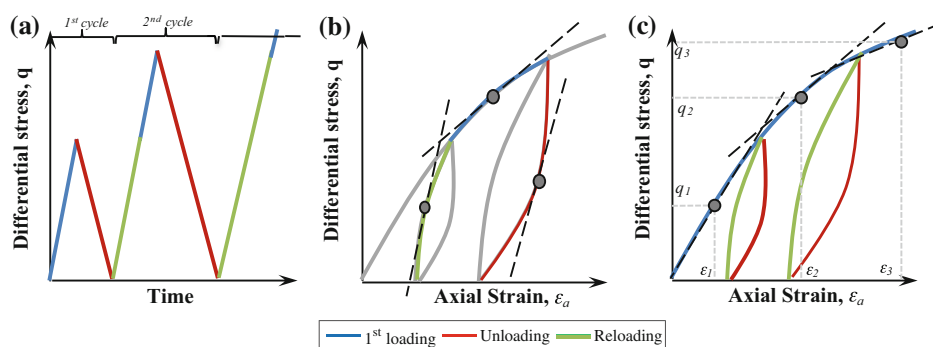 (a)
1st cycle
2nd cycle
Differential stress, q
Time
(b)
Differential stress, q
Axial Strain, εa
(c)
Differential stress, q
q3
q2
q1
ε1
ε2
ε3
Axial Strain, εa
1st loading
Unloading
Reloading